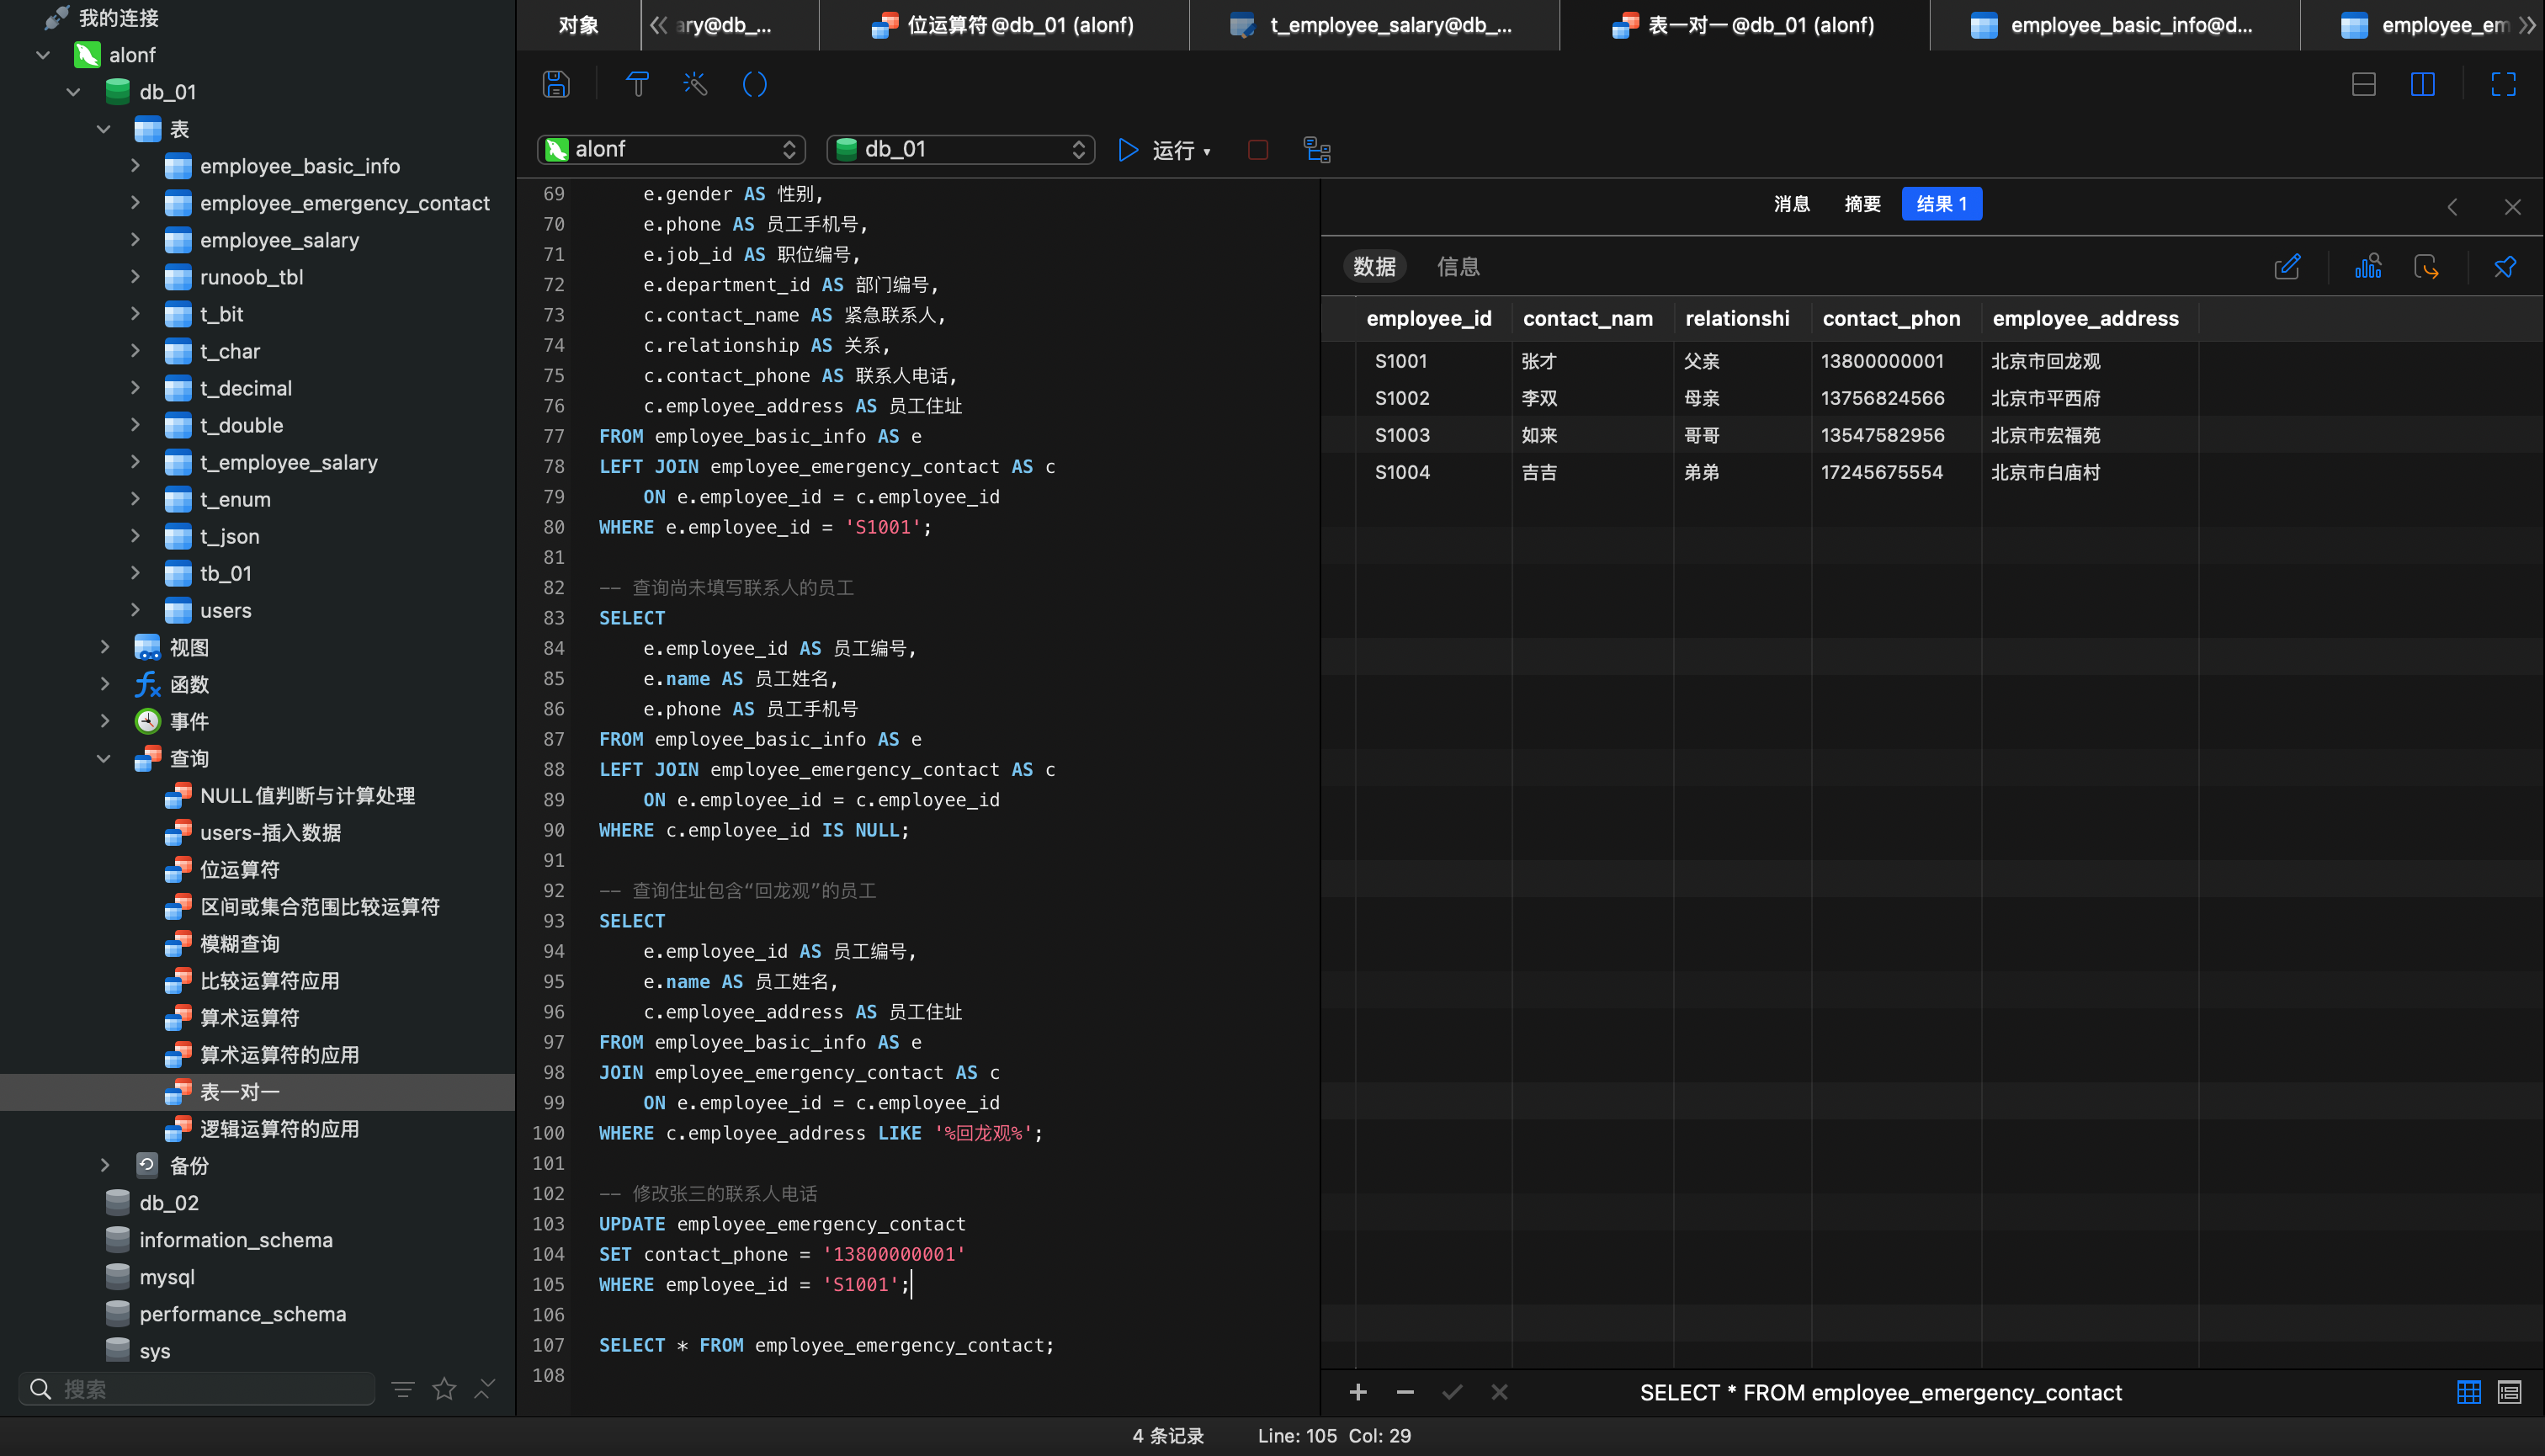 我的连接
alonf
db_01
表
employee_basic_info
employee_emergency_contact
employee_salary
runoob_tbl
t_bit
t_char
t_decimal
t_double
t_employee_salary
t_enum
t_json
tb_01
users
视图
函数
事件
查询
NULL值判断与计算处理
users-插入数据
位运算符
区间或集合范围比较运算符
模糊查询
比较运算符应用
算术运算符
算术运算符的应用
表一对一
逻辑运算符的应用
备份
db_02
information_schema
mysql
performance_schema
sys
搜索
对象 ary@db_... 位运算符@db_01 (alonf) t_employee_salary@db_... 表一对一@db_01 (alonf) employee_basic_info@d... employee_em
alonf db_01 运行
69 e.gender AS 性别,
70 e.phone AS 员工手机号,
71 e.job_id AS 职位编号,
72 e.department_id AS 部门编号,
73 c.contact_name AS 紧急联系人,
74 c.relationship AS 关系,
75 c.contact_phone AS 联系人电话,
76 c.employee_address AS 员工住址
77 FROM employee_basic_info AS e
78 LEFT JOIN employee_emergency_contact AS c
79 ON e.employee_id = c.employee_id
80 WHERE e.employee_id = 'S1001';
81
82 -- 查询尚未填写联系人的员工
83 SELECT
84 e.employee_id AS 员工编号,
85 e.name AS 员工姓名,
86 e.phone AS 员工手机号
87 FROM employee_basic_info AS e
88 LEFT JOIN employee_emergency_contact AS c
89 ON e.employee_id = c.employee_id
90 WHERE c.employee_id IS NULL;
91
92 -- 查询住址包含“回龙观”的员工
93 SELECT
94 e.employee_id AS 员工编号,
95 e.name AS 员工姓名,
96 c.employee_address AS 员工住址
97 FROM employee_basic_info AS e
98 JOIN employee_emergency_contact AS c
99 ON e.employee_id = c.employee_id
100 WHERE c.employee_address LIKE '%回龙观%';
101
102 -- 修改张三的联系人电话
103 UPDATE employee_emergency_contact
104 SET contact_phone = '13800000001'
105 WHERE employee_id = 'S1001';
106
107 SELECT * FROM employee_emergency_contact;
108
消息 摘要 结果 1
数据 信息
employee_id contact_nam relationshi contact_phon employee_address
S1001 张才 父亲 13800000001 北京市回龙观
S1002 李双 母亲 13756824566 北京市平西府
S1003 如来 哥哥 13547582956 北京市宏福苑
S1004 吉吉 弟弟 17245675554 北京市白庙村
SELECT * FROM employee_emergency_contact
4 条记录 Line: 105 Col: 29